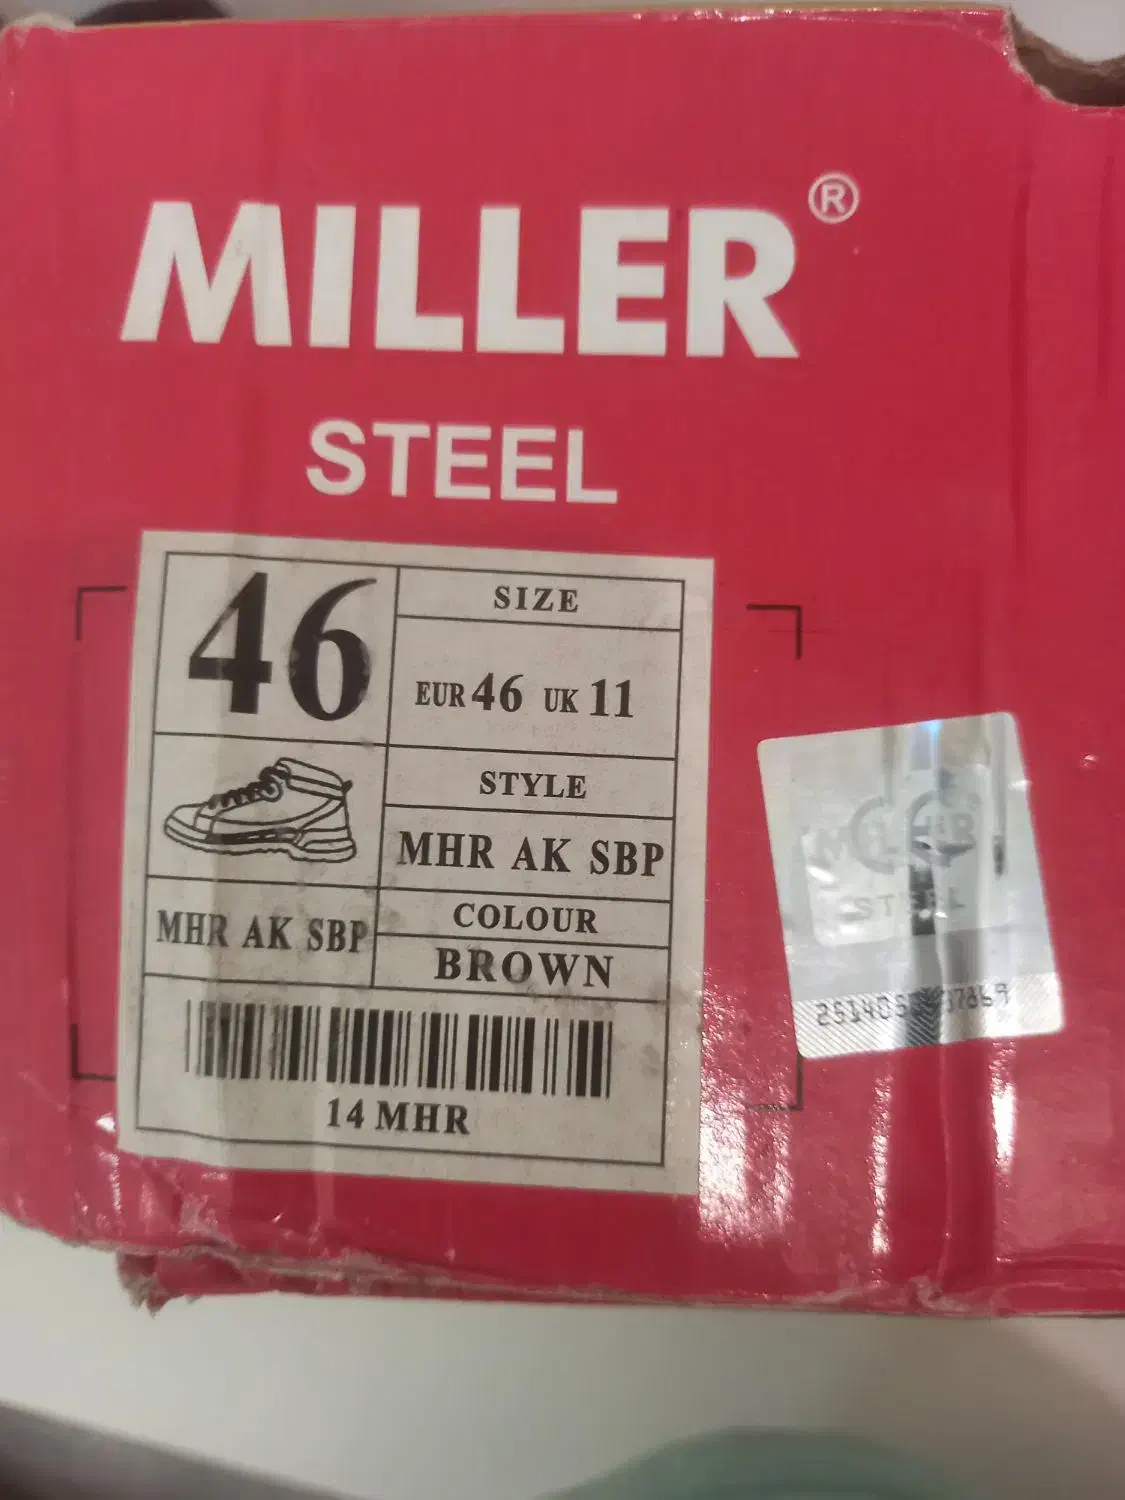 MILLER®
STEEL
46
SIZE
EUR 46 UK 11
STYLE
MHR AK SBP
MHR AK SBP
COLOUR
BROWN
14 MHR
STEEL